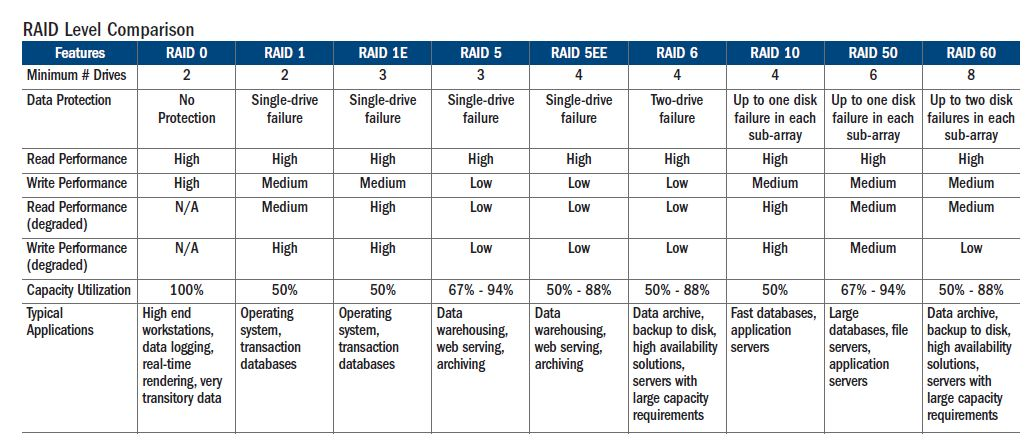 RAID Level Comparison
Features RAID 0 RAID 1 RAID 1E RAID 5 RAID 5EE RAID 6 RAID 10 RAID 50 RAID 60
Minimum # Drives 2 2 3 3 4 4 4 6 8
Data Protection No Single-drive Single-drive Single-drive Single-drive Two-drive Up to one disk Up to one disk Up to two disk
Protection failure failure failure failure failure failure in each failure in each failures in each
sub-array sub-array sub-array
Read Performance High High High High High High High High High
Write Performance High Medium Medium Low Low Low Medium Medium Medium
Read Performance N/A Medium High Low Low Low High Medium Medium
(degraded)
Write Performance N/A High High Low Low Low High Medium Low
(degraded)
Capacity Utilization 100% 50% 50% 67% - 94% 50% - 88% 50% - 88% 50% 67% - 94% 50% - 88%
Typical High end Operating Operating Data Data Data archive, Fast databases, Large Data archive,
Applications workstations, system, system, warehousing, warehousing, backup to disk, application databases, file backup to disk,
data logging, transaction transaction web serving, web serving, high availability servers servers, high availability
real-time databases databases archiving archiving solutions, application solutions,
rendering, very servers with servers servers with
transitory data large capacity large capacity
requirements requirements